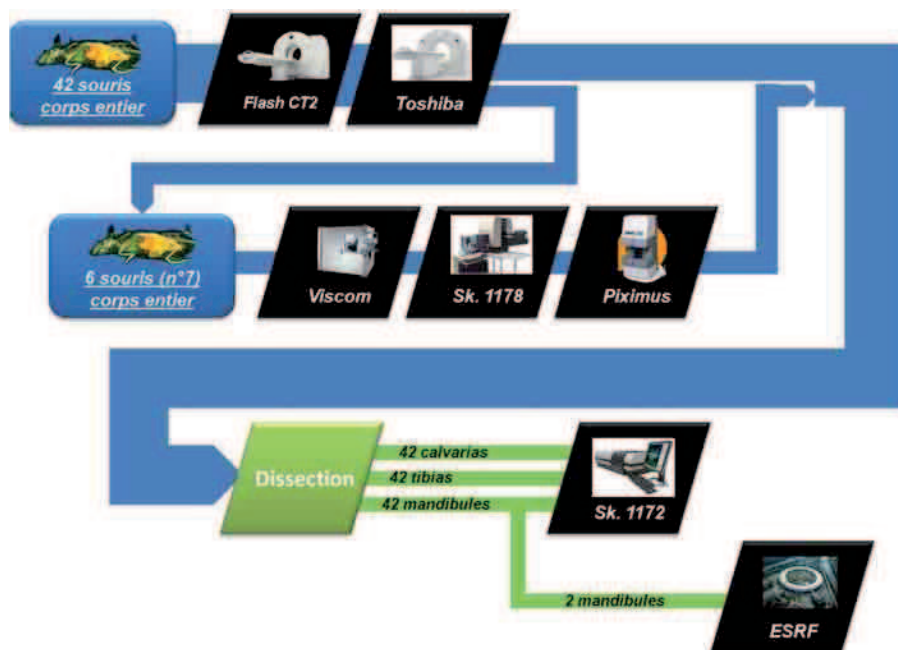 42 souris
corps entier
Flash CT2
Toshiba
6 souris (n°7)
corps entier
Viscom
Sk. 1178
Piximus
Dissection
42 calvarias
42 tibias
42 mandibules
Sk. 1172
2 mandibules
ESRF